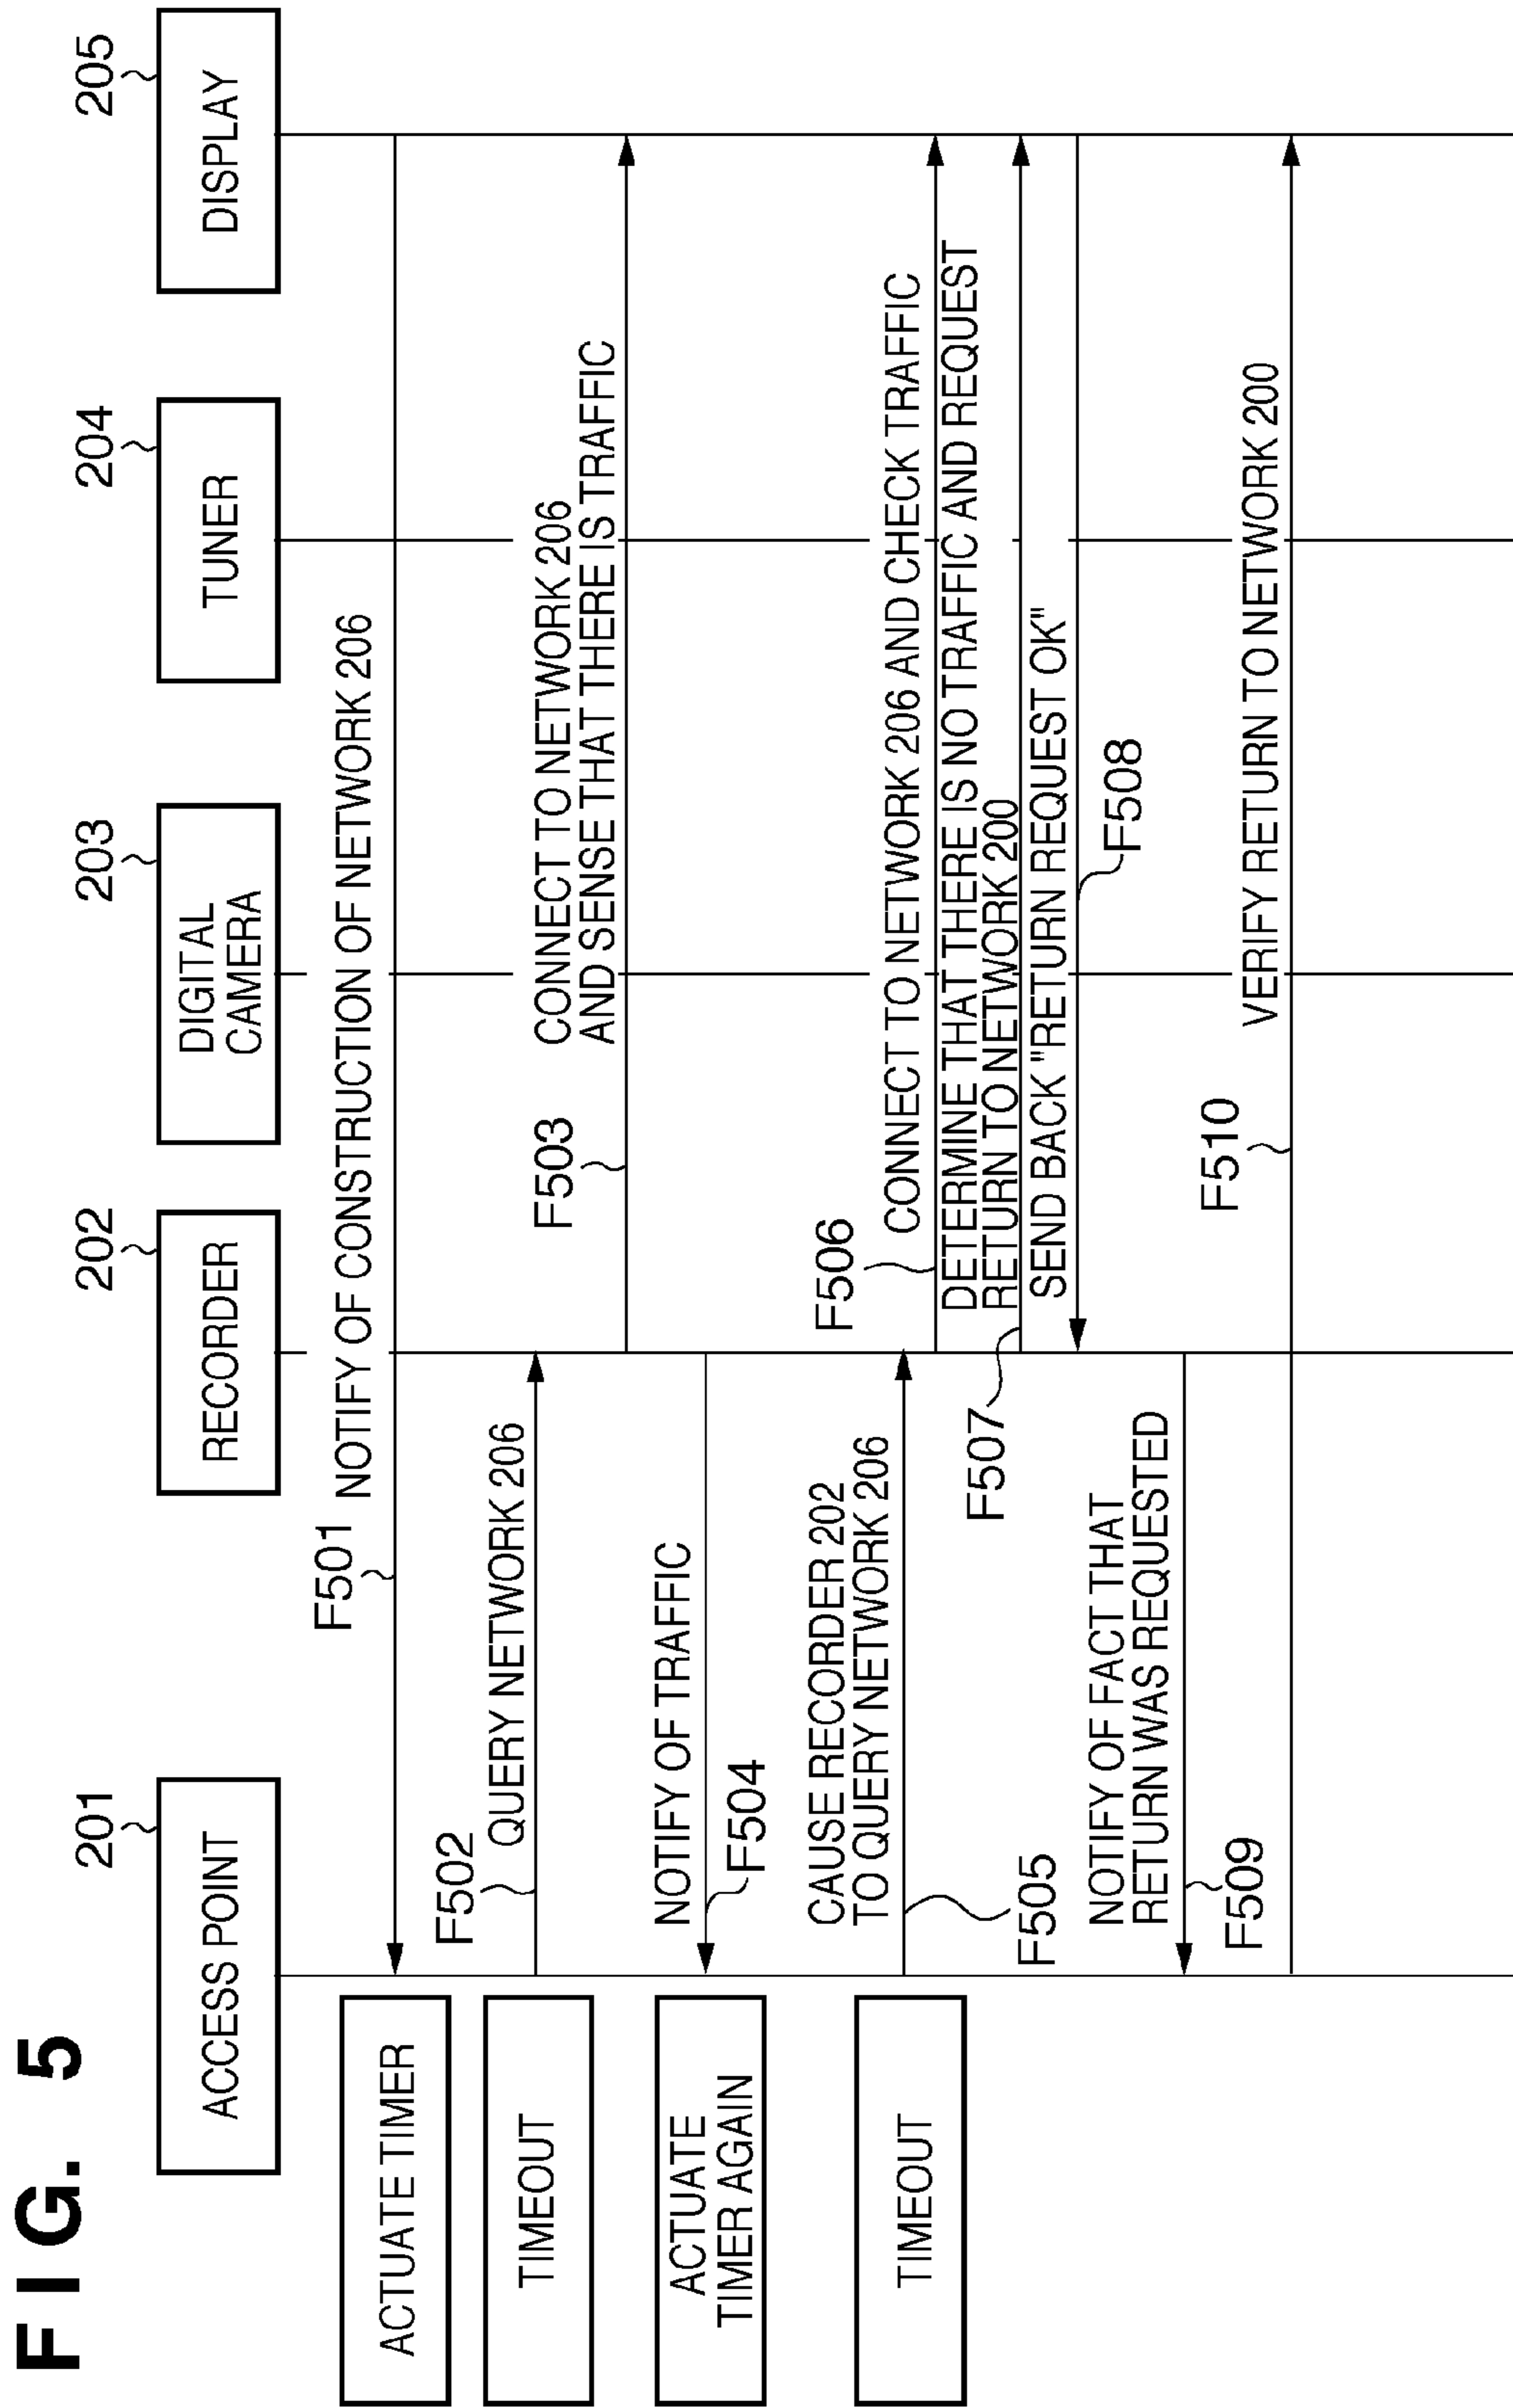 FIG. 5
201
202
203
204
205
ACCESS POINT
RECORDER
DIGITAL
CAMERA
TUNER
DISPLAY
ACTUATE TIMER
F501
NOTIFY OF CONSTRUCTION OF NETWORK 206
TIMEOUT
F502
QUERY NETWORK 206
F503
CONNECT TO NETWORK 206
AND SENSE THAT THERE IS TRAFFIC
ACTUATE
TIMER AGAIN
NOTIFY OF TRAFFIC
F504
TIMEOUT
CAUSE RECORDER 202
TO QUERY NETWORK 206
F505
F506
CONNECT TO NETWORK 206 AND CHECK TRAFFIC
DETERMINE THAT THERE IS NO TRAFFIC AND REQUEST
RETURN TO NETWORK 200
F507
SEND BACK "RETURN REQUEST OK"
F508
NOTIFY OF FACT THAT
RETURN WAS REQUESTED
F509
F510
VERIFY RETURN TO NETWORK 200